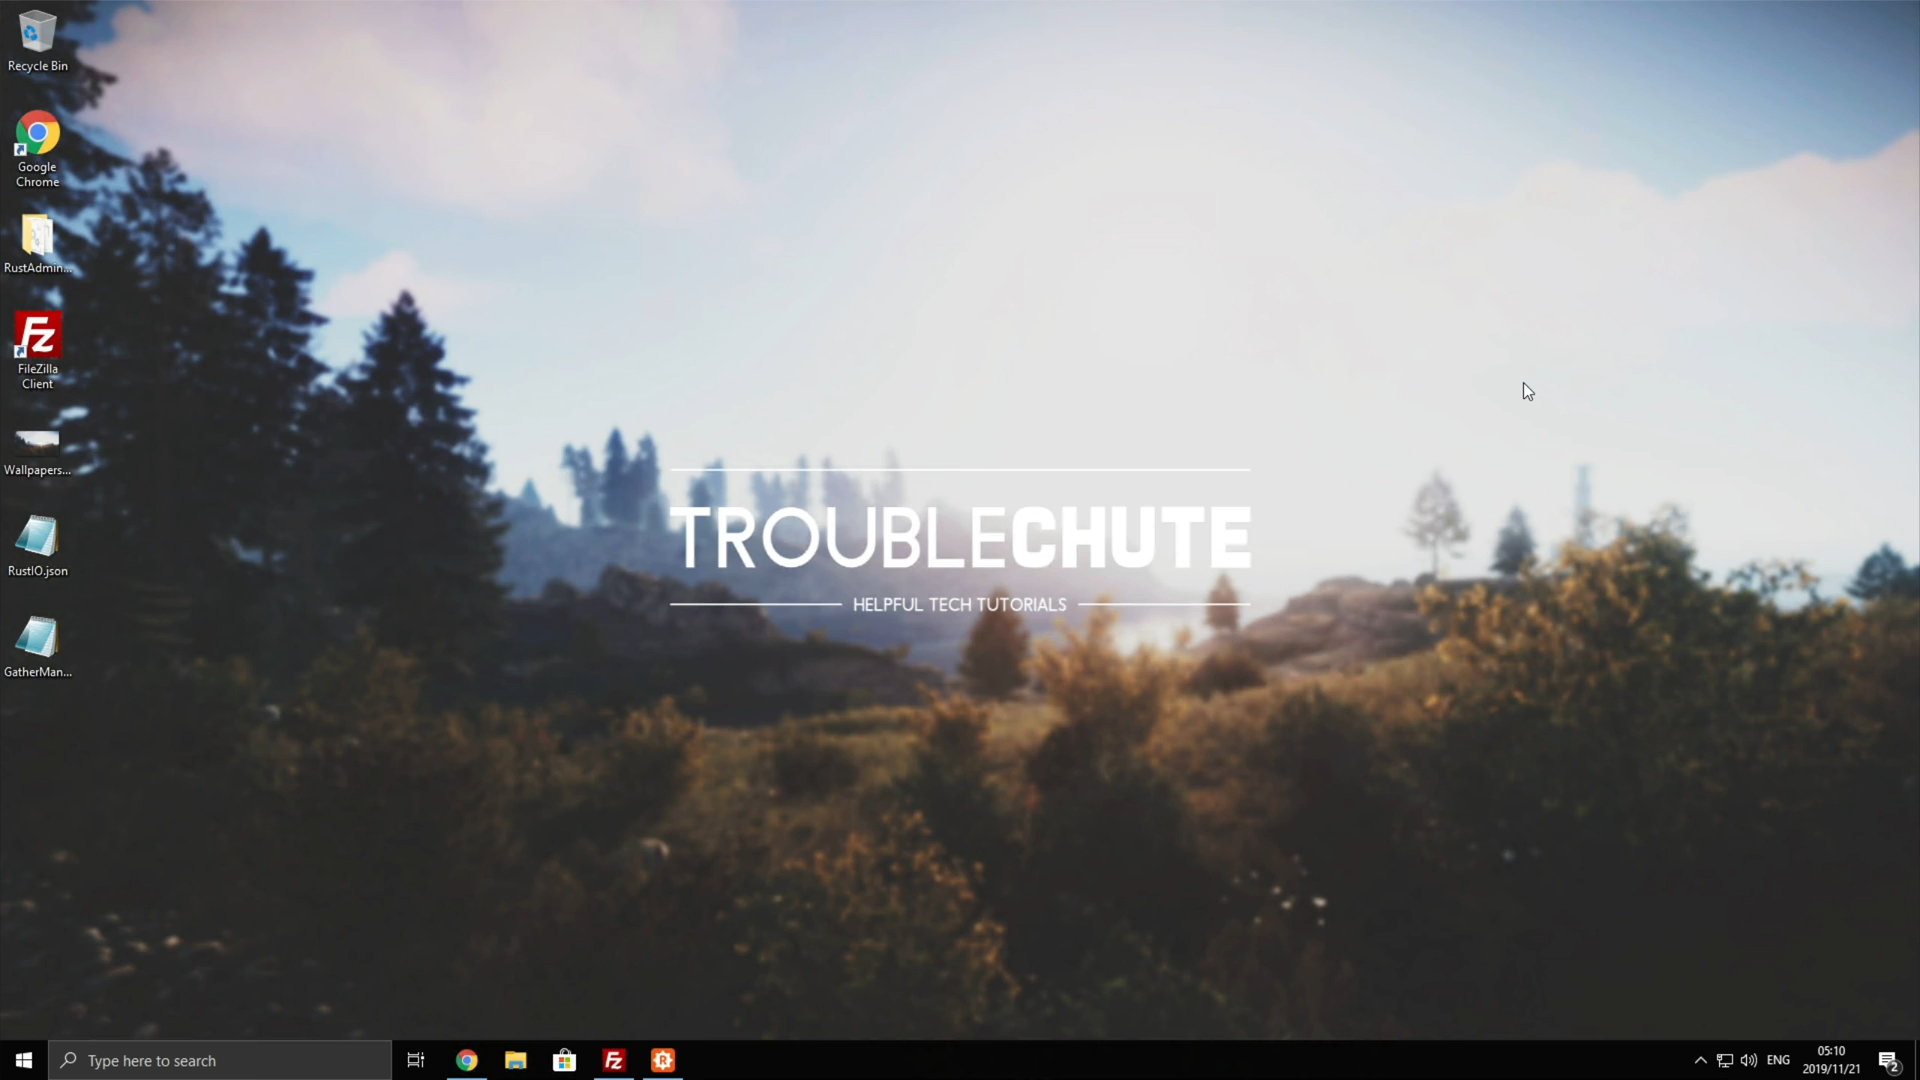 Recycle Bin
Google
Chrome
RustAdmin...
FileZilla
Client
Wallpapers...
RustIO.json
GatherMan...
TROUBLECHUTE
HELPFUL TECH TUTORIALS
Type here to search
ENG
05:10
2019/11/21
2